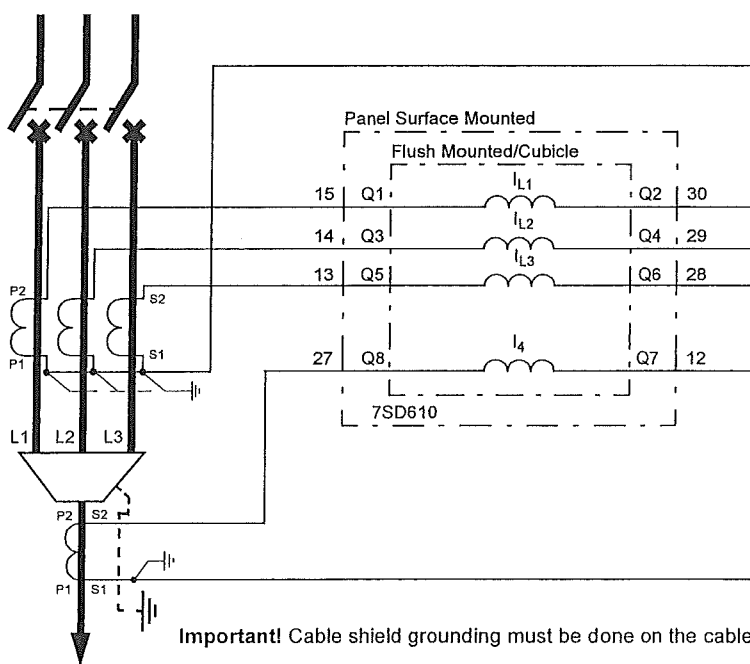 Panel Surface Mounted
Flush Mounted/Cubicle
15 Q1 IL1 Q2 30
14 Q3 IL2 Q4 29
13 Q5 IL3 Q6 28
P2 S2
P1 S1
27 Q8 I4 Q7 12
7SD610
L1 L2 L3
P2 S2
P1 S1
Important! Cable shield grounding must be done on the cable